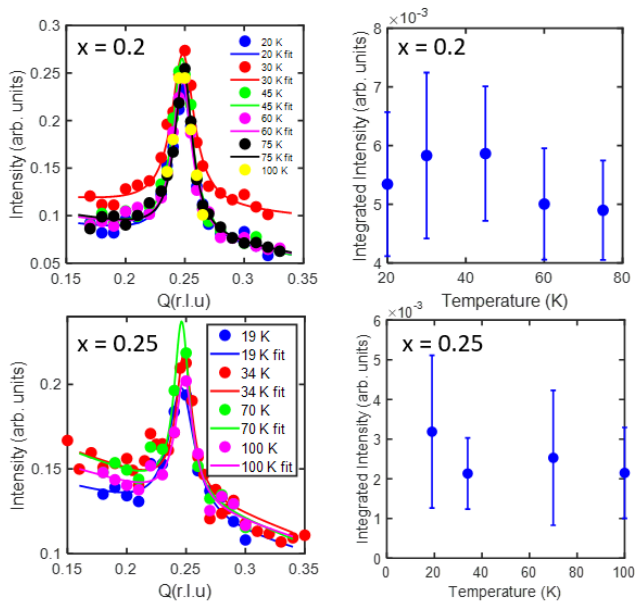 x = 0.2
Intensity (arb. units)
0.3
0.25
0.2
0.15
0.1
0.05
0.15 0.20 0.25 0.30 0.35
Q(r.l.u)
20 K
20 K fit
30 K
30 K fit
45 K
45 K fit
60 K
60 K fit
75 K
75 K fit
100 K
×10⁻³
x = 0.2
Integrated Intensity (arb. units)
8
7
6
5
4
20 40 60 80
Temperature (K)
x = 0.25
Intensity (arb. units)
0.2
0.15
0.1
0.15 0.20 0.25 0.30 0.35
Q(r.l.u)
19 K
19 K fit
34 K
34 K fit
70 K
70 K fit
100 K
100 K fit
×10⁻³
x = 0.25
Integrated Intensity (arb. units)
6
5
4
3
2
1
0
0 20 40 60 80 100
Temperature (K)